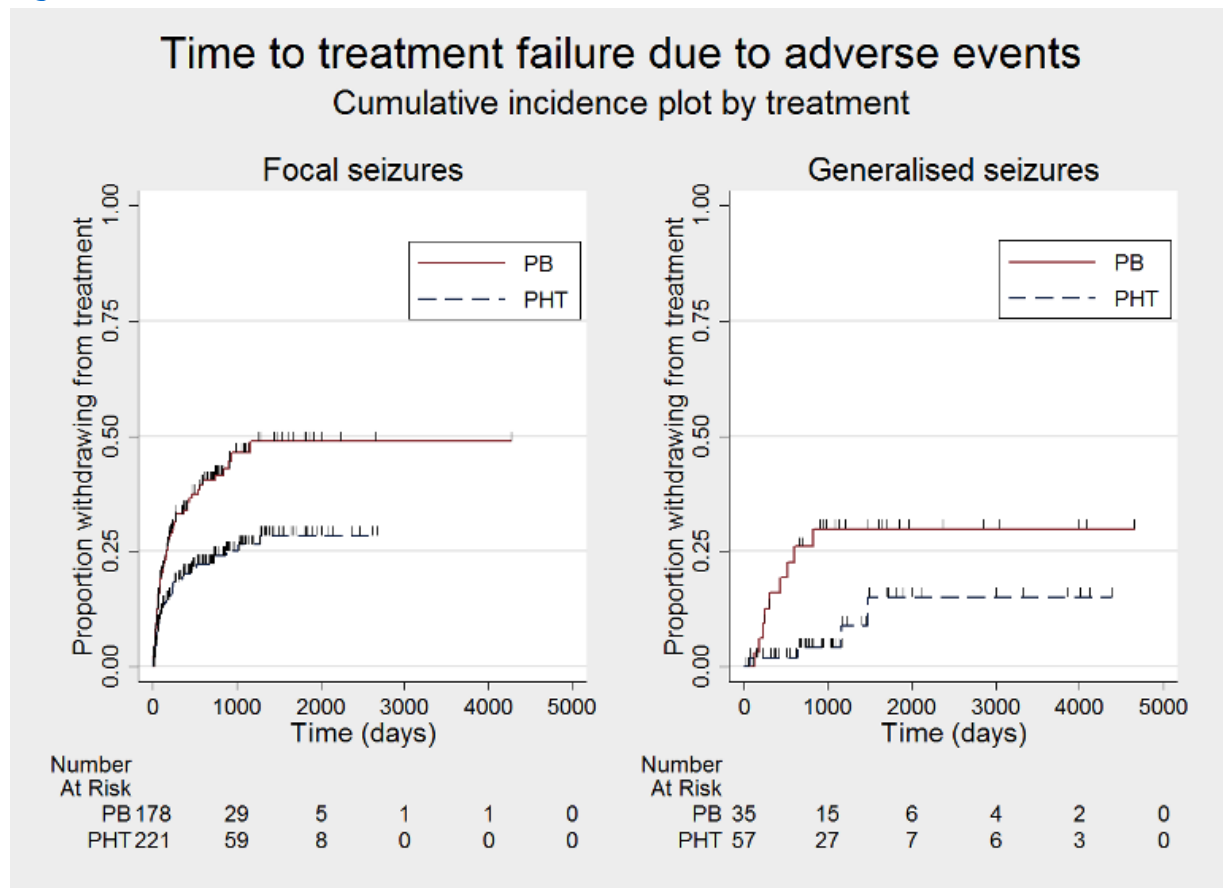 Time to treatment failure due to adverse events
Cumulative incidence plot by treatment
Focal seizures
Proportion withdrawing from treatment
1.00
0.75
0.50
0.25
0.00
PB
PHT
0 1000 2000 3000 4000 5000
Time (days)
Number
At Risk
PB 178 29 5 1 1 0
PHT 221 59 8 0 0 0
Generalised seizures
Proportion withdrawing from treatment
1.00
0.75
0.50
0.25
0.00
PB
PHT
0 1000 2000 3000 4000 5000
Time (days)
Number
At Risk
PB 35 15 6 4 2 0
PHT 57 27 7 6 3 0